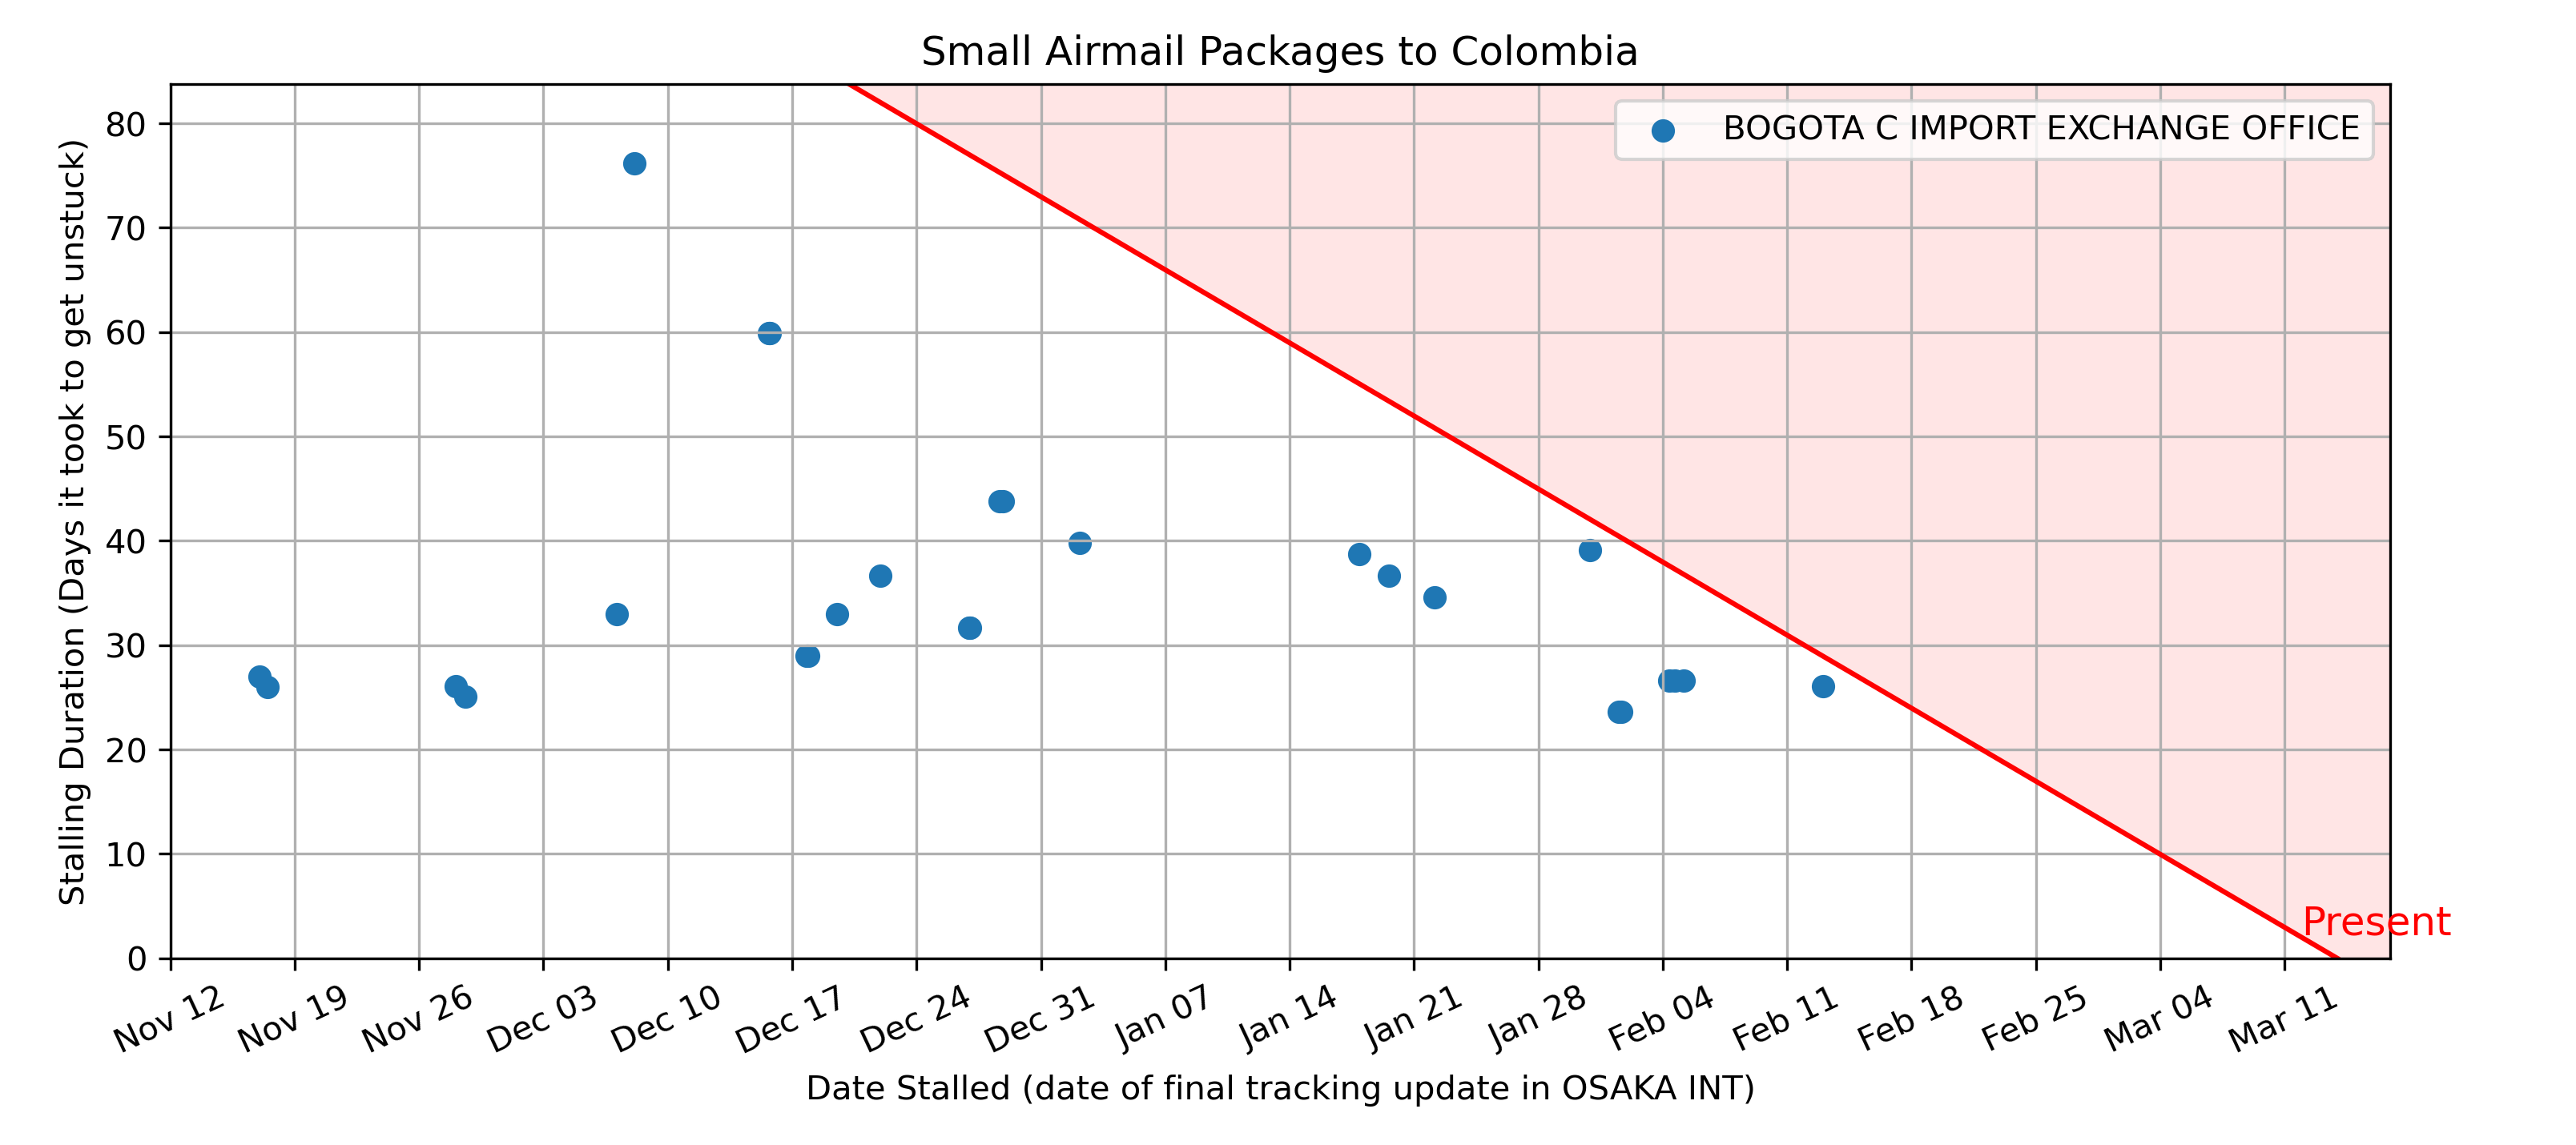 Small Airmail Packages to Colombia
BOGOTA C IMPORT EXCHANGE OFFICE
Stalling Duration (Days it took to get unstuck)
80
70
60
50
40
30
20
10
0
Present
Nov 12
Nov 19
Nov 26
Dec 03
Dec 10
Dec 17
Dec 24
Dec 31
Jan 07
Jan 14
Jan 21
Jan 28
Feb 04
Feb 11
Feb 18
Feb 25
Mar 04
Mar 11
Date Stalled (date of final tracking update in OSAKA INT)